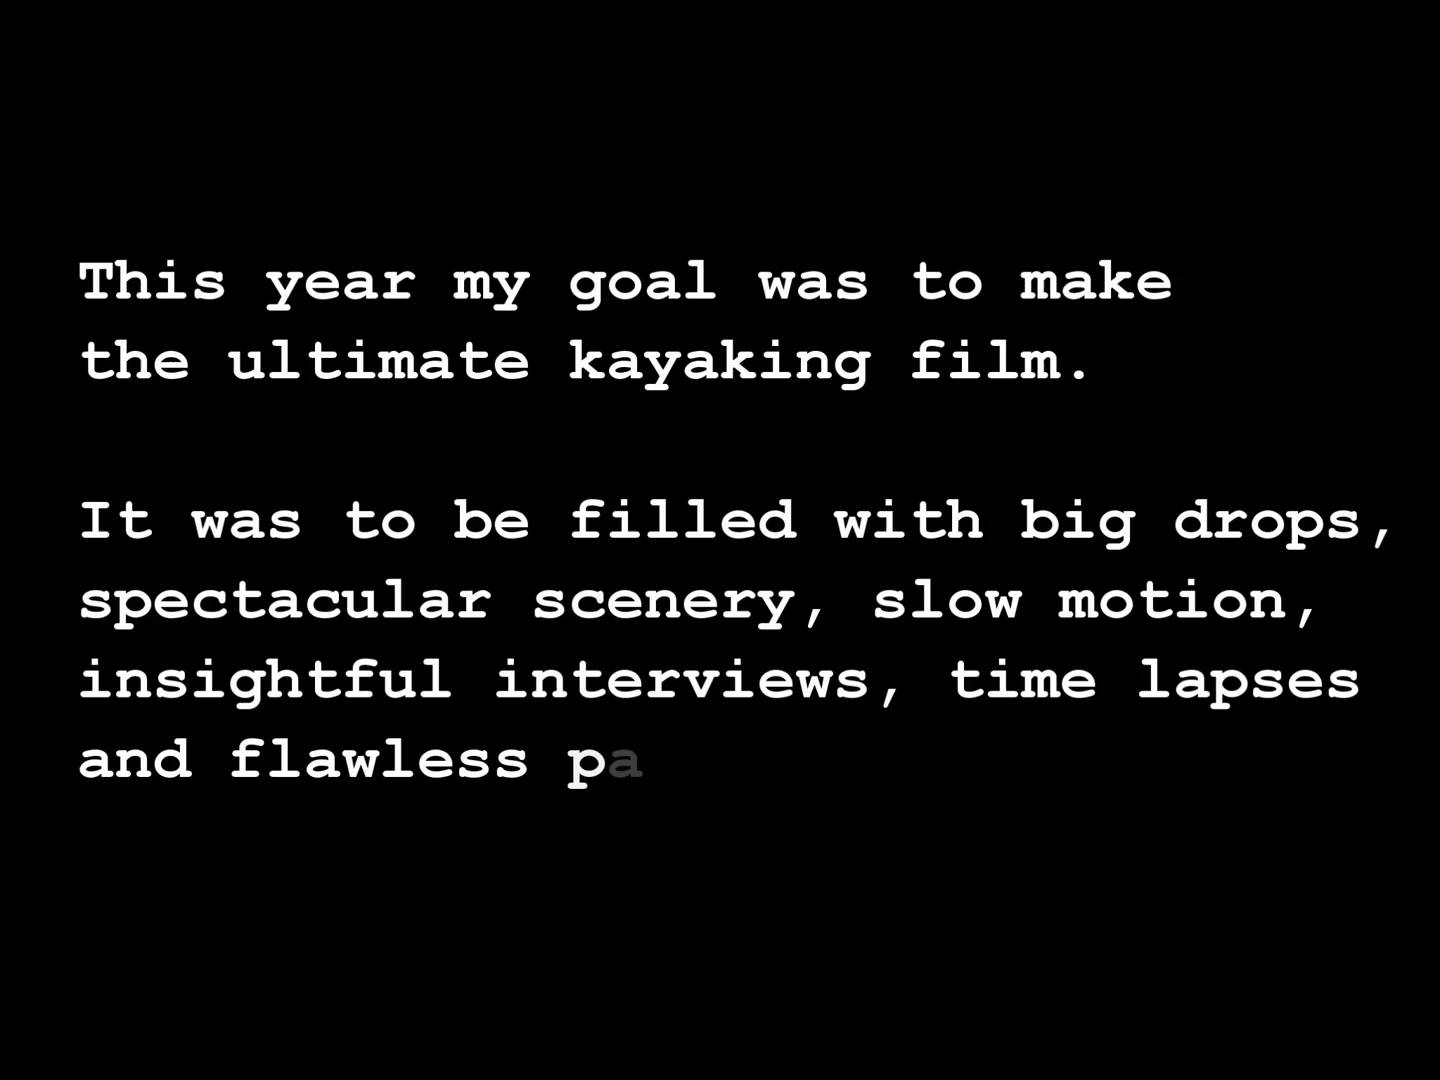 This year my goal was to make
the ultimate kayaking film.
It was to be filled with big drops,
spectacular scenery, slow motion,
insightful interviews, time lapses
and flawless pa